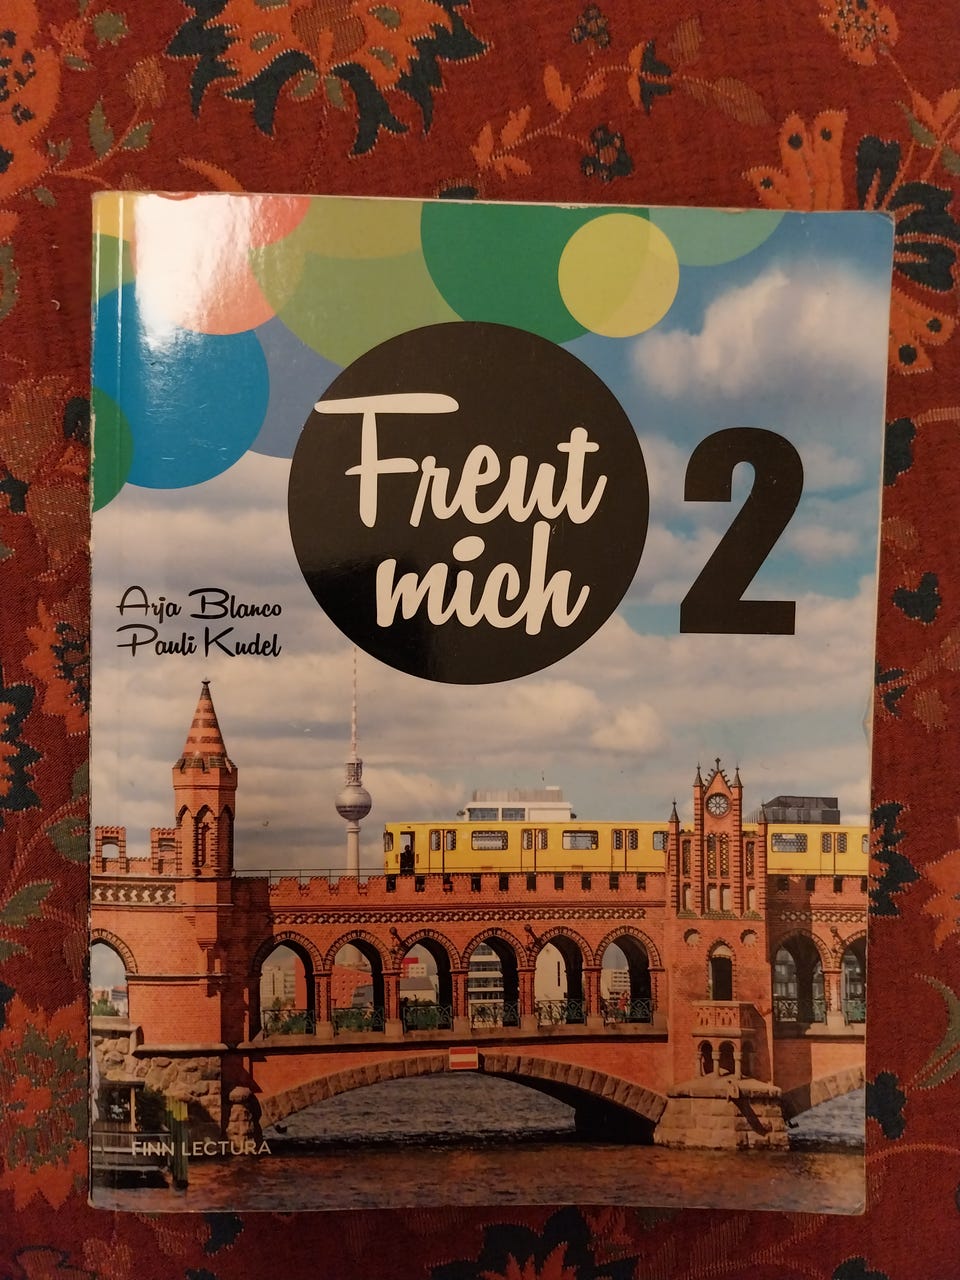 Freut
mich
2
Arja Blanco
Pauli Kudel
FINN LECTURA